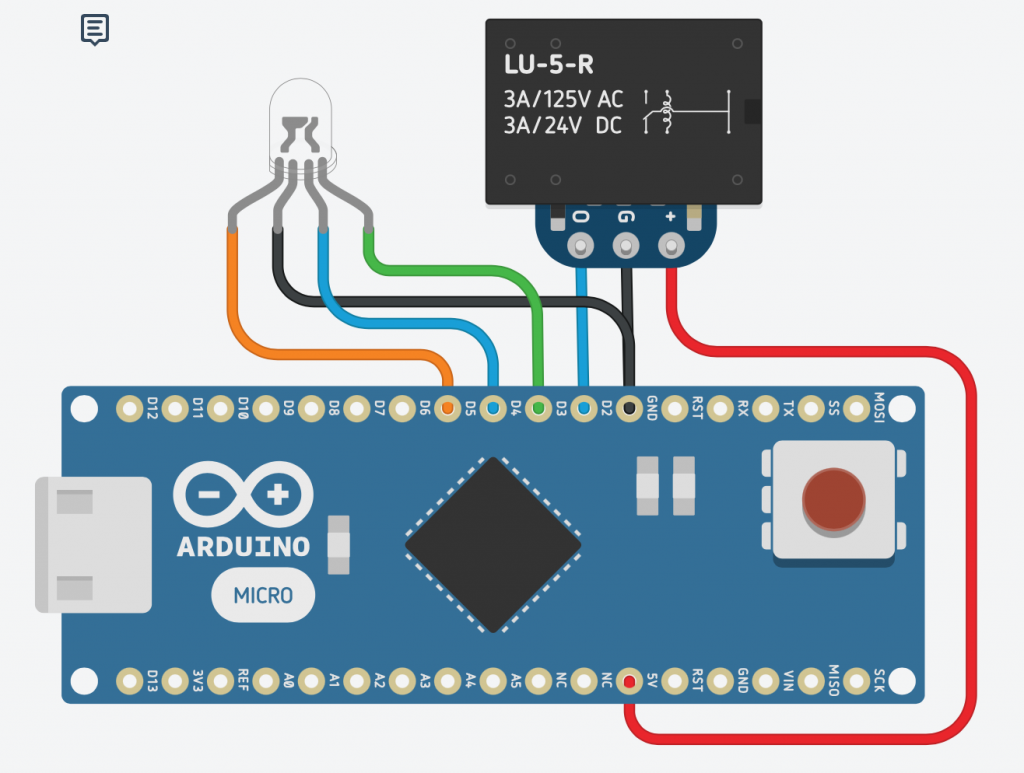 LU-5-R
3A/125V AC
3A/24V DC
O G +
D12 D11 D10 D9 D8 D7 D6 D5 D4 D3 D2 GND RST RX TX SS MOSI
ARDUINO
MICRO
D13 3V3 REF A0 A1 A2 A3 A4 A5 NC NC 5V RST GND VIN MISO SCK